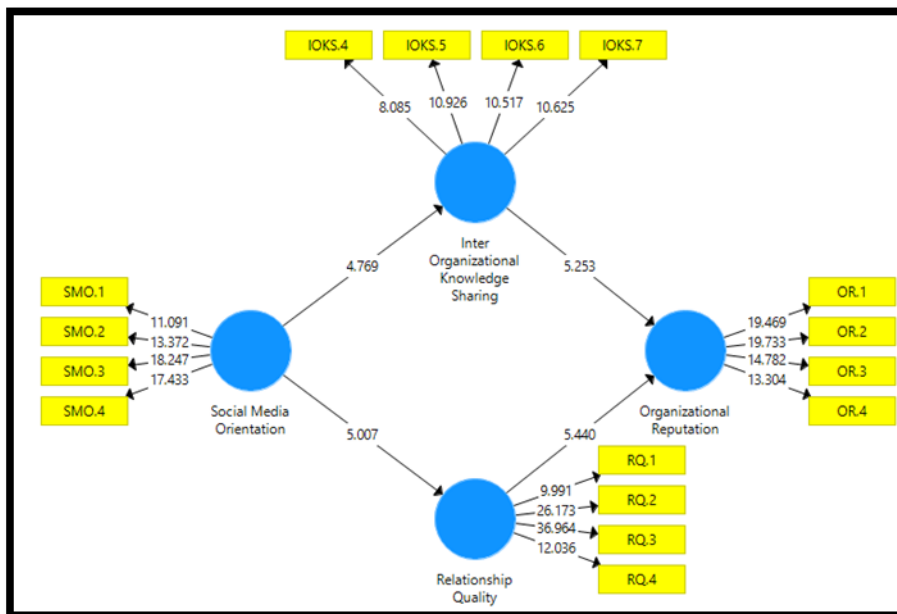 IOKS.4 IOKS.5 IOKS.6 IOKS.7
8.085 10.926 10.517 10.625
Inter
Organizational
Knowledge
Sharing
4.769 5.253
SMO.1
SMO.2
SMO.3
SMO.4
11.091
13.372
18.247
17.433
Social Media
Orientation
OR.1
OR.2
OR.3
OR.4
19.469
19.733
14.782
13.304
Organizational
Reputation
5.007 5.440
RQ.1
RQ.2
RQ.3
RQ.4
9.991
26.173
36.964
12.036
Relationship
Quality